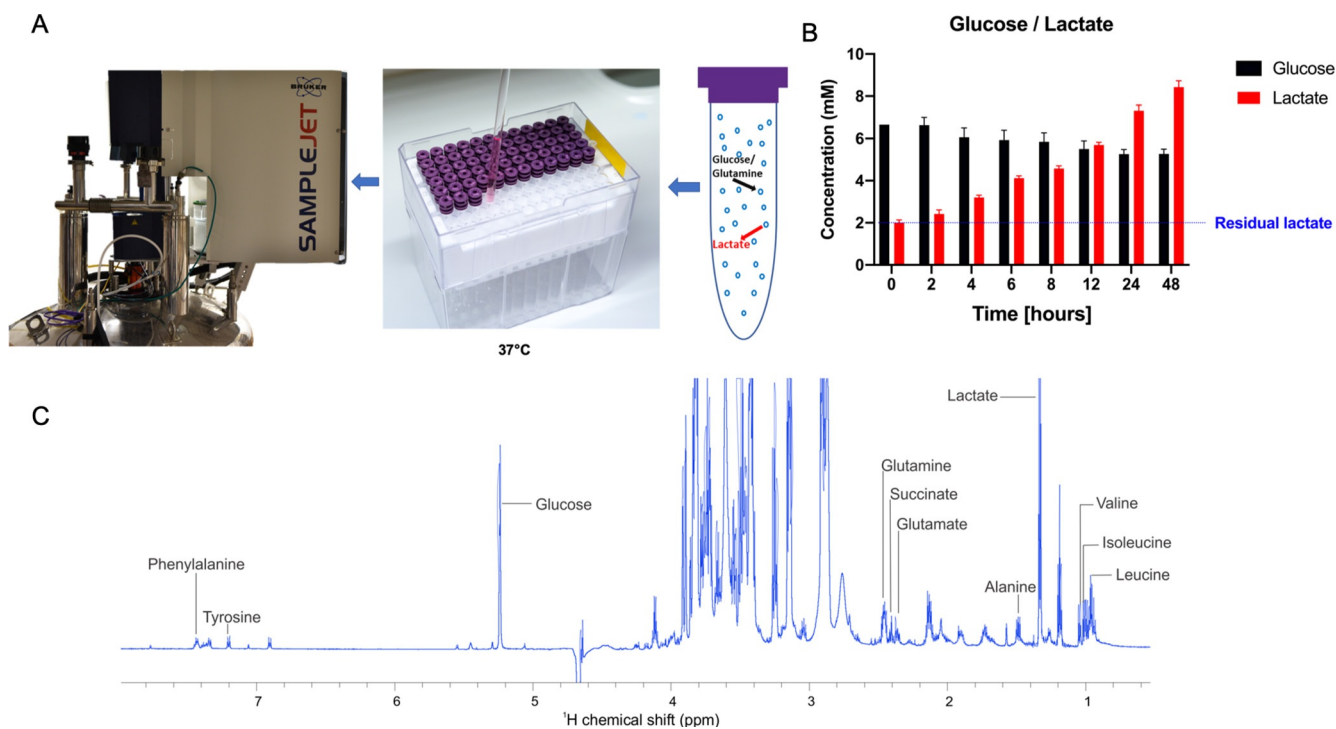 A
BRUKER
SAMPLEJET
37°C
Glucose/
Glutamine
Lactate
B
Glucose / Lactate
Concentration (mM)
10
8
6
4
2
0
0 2 4 6 8 12 24 48
Time [hours]
Glucose
Lactate
Residual lactate
C
Phenylalanine
Tyrosine
Glucose
Glutamine
Succinate
Glutamate
Lactate
Alanine
Valine
Isoleucine
Leucine
7 6 5 4 3 2 1
¹H chemical shift (ppm)